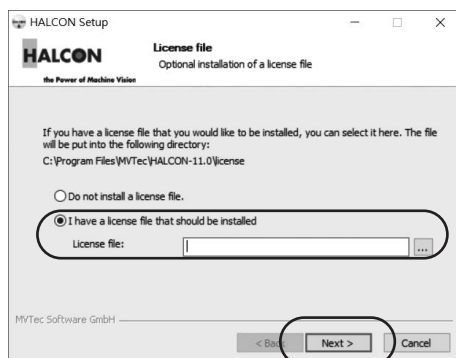 HALCON Setup
HALCON
the Power of Machine Vision
License file
Optional installation of a license file
If you have a license file that you would like to be installed, you can select it here. The file
will be put into the following directory:
C:\Program Files\MVTec\HALCON-11.0\license
Do not install a license file.
I have a license file that should be installed
License file:
...
MVTec Software GmbH
< Back
Next >
Cancel